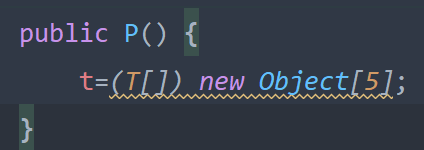 public P() {
t=(T[]) new Object[5];
}